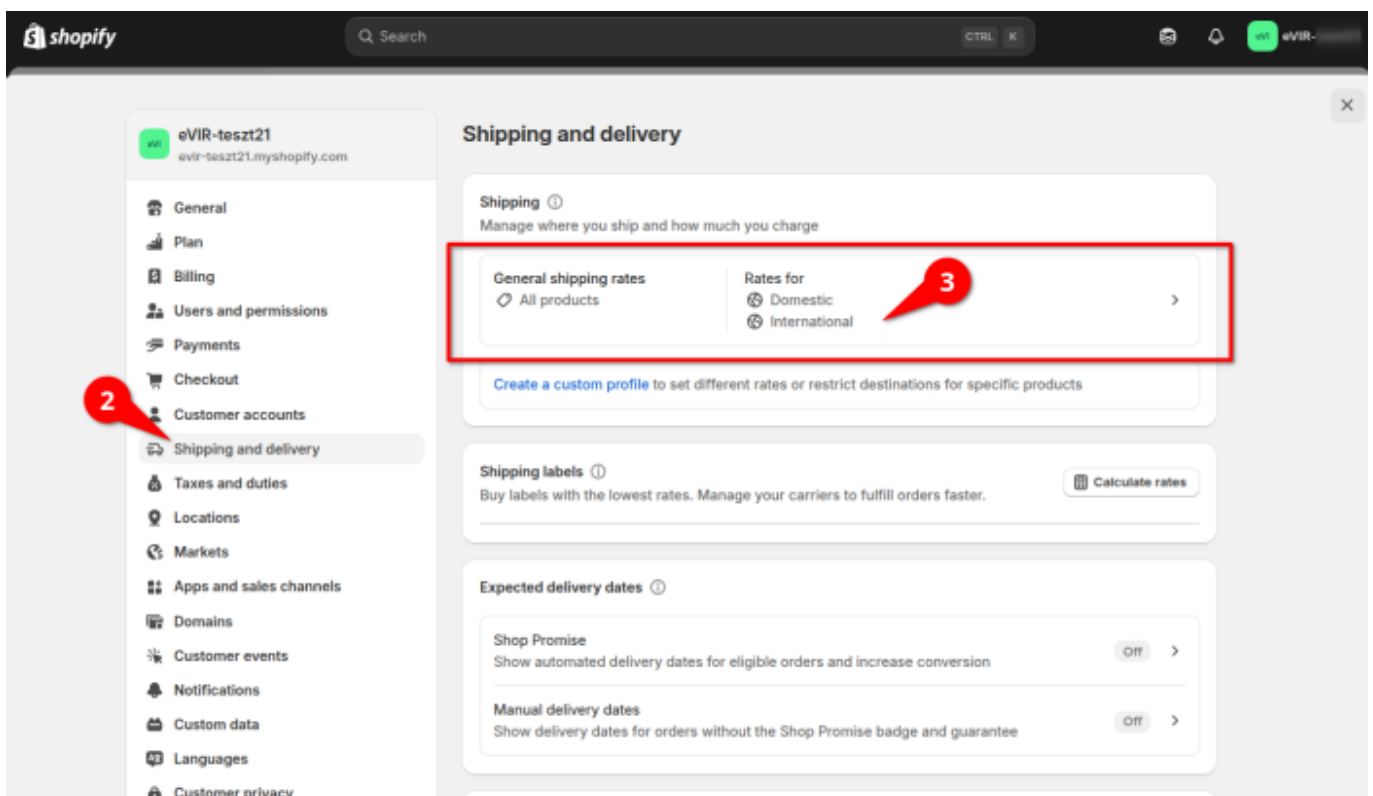 shopify
Search
CTRL K
eVIR-
eVIR-teszt21
evir-teszt21.myshopify.com
General
Plan
Billing
Users and permissions
Payments
Checkout
2
Customer accounts
Shipping and delivery
Taxes and duties
Locations
Markets
Apps and sales channels
Domains
Customer events
Notifications
Custom data
Languages
Customer privacy
Shipping and delivery
Shipping
Manage where you ship and how much you charge
General shipping rates
All products
Rates for
Domestic
International
3
Create a custom profile to set different rates or restrict destinations for specific products
Shipping labels
Buy labels with the lowest rates. Manage your carriers to fulfill orders faster.
Calculate rates
Expected delivery dates
Shop Promise
Show automated delivery dates for eligible orders and increase conversion
Off
Manual delivery dates
Show delivery dates for orders without the Shop Promise badge and guarantee
Off